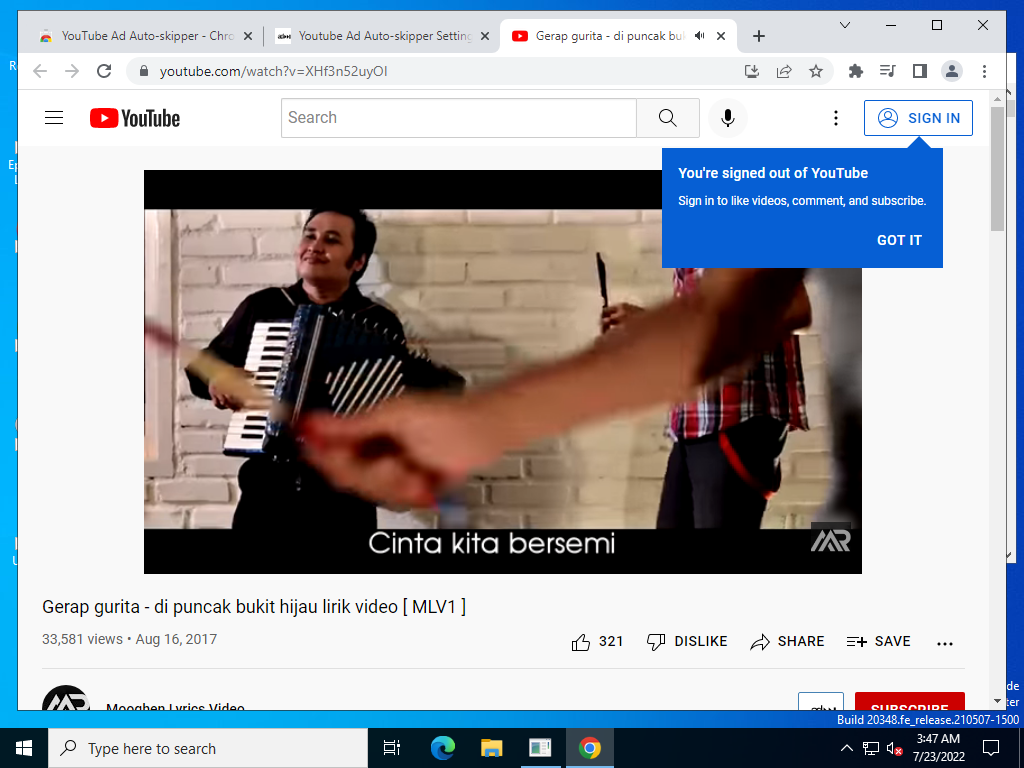 YouTube Ad Auto-skipper - Chro
Youtube Ad Auto-skipper Setting
Gerap gurita - di puncak buk
youtube.com/watch?v=XHf3n52uyOI
YouTube
Search
SIGN IN
You're signed out of YouTube
Sign in to like videos, comment, and subscribe.
GOT IT
Cinta kita bersemi
MR
Gerap gurita - di puncak bukit hijau lirik video [ MLV1 ]
33,581 views • Aug 16, 2017
321
DISLIKE
SHARE
SAVE
Mooghen Lyrics Video
SUBSCRIBE
Build 20348.fe_release.210507-1500
Type here to search
3:47 AM
7/23/2022